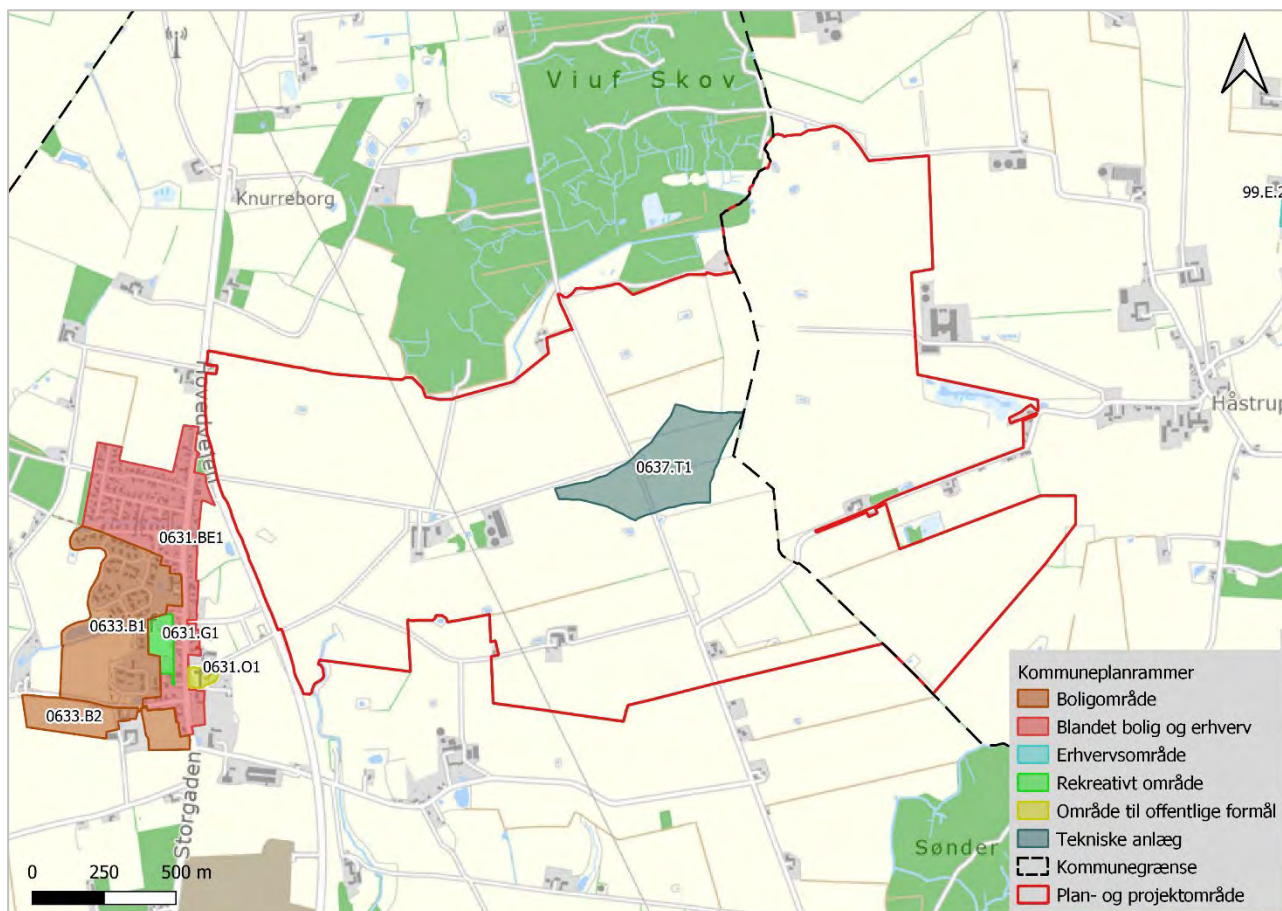 Viuf Skov
Knurreborg
99.E.2
Hovedvejen
Håstrup
0637.T1
0631.BE1
0633.B1
0631.G1
0631.O1
0633.B2
Storgaden
Sønder
0 250 500 m
Kommuneplanrammer
Boligområde
Blandet bolig og erhverv
Erhvervsområde
Rekreativt område
Område til offentlige formål
Tekniske anlæg
Kommunegrænse
Plan- og projektområde